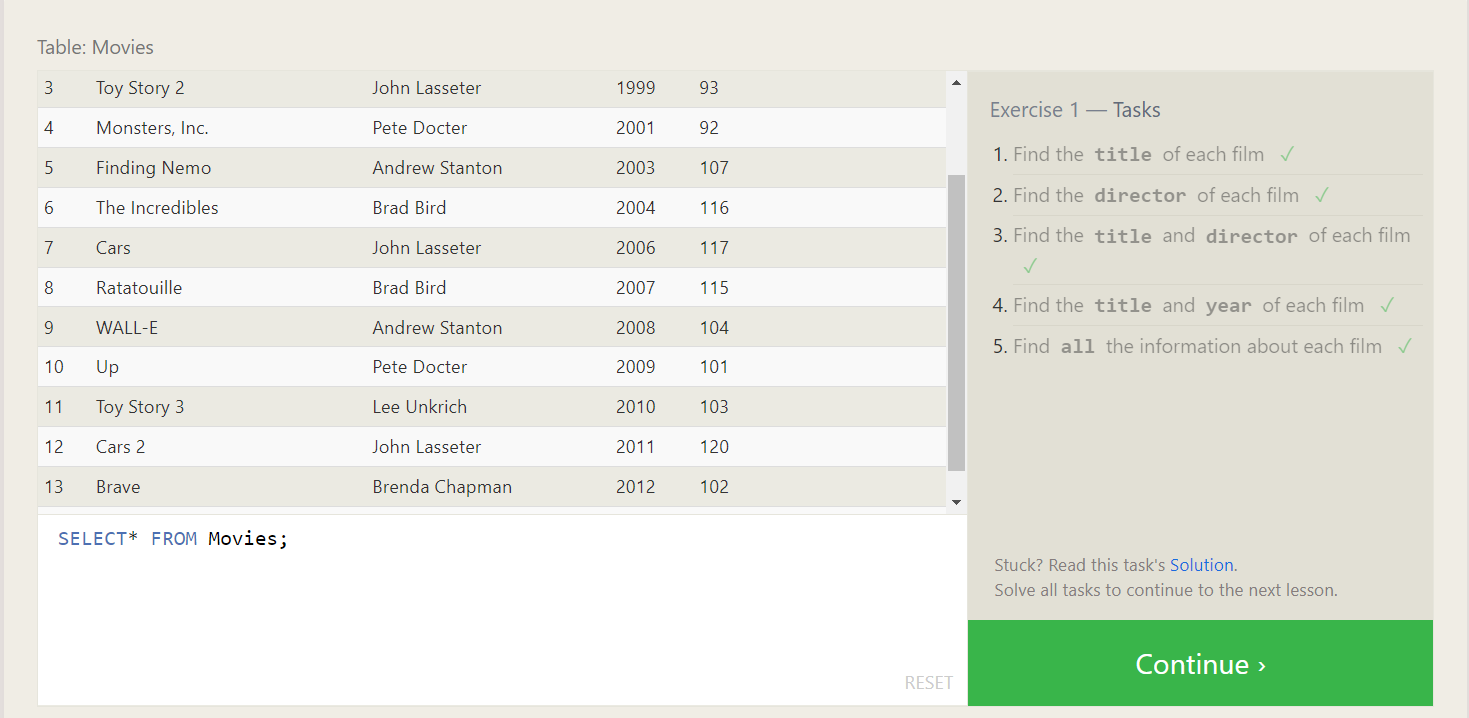 Table: Movies
3 Toy Story 2 John Lasseter 1999 93
4 Monsters, Inc. Pete Docter 2001 92
5 Finding Nemo Andrew Stanton 2003 107
6 The Incredibles Brad Bird 2004 116
7 Cars John Lasseter 2006 117
8 Ratatouille Brad Bird 2007 115
9 WALL-E Andrew Stanton 2008 104
10 Up Pete Docter 2009 101
11 Toy Story 3 Lee Unkrich 2010 103
12 Cars 2 John Lasseter 2011 120
13 Brave Brenda Chapman 2012 102
SELECT* FROM Movies;
RESET
Exercise 1 — Tasks
1. Find the title of each film ✓
2. Find the director of each film ✓
3. Find the title and director of each film
✓
4. Find the title and year of each film ✓
5. Find all the information about each film ✓
Stuck? Read this task's Solution.
Solve all tasks to continue to the next lesson.
Continue ›